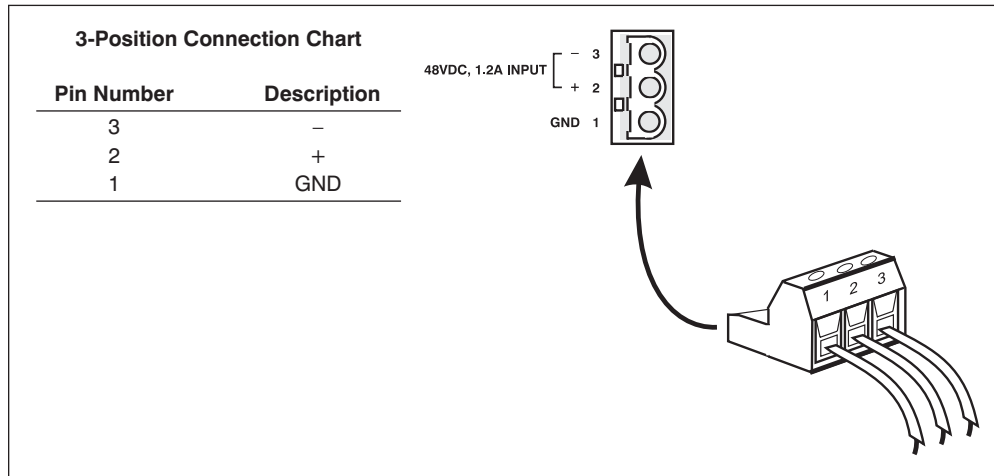 3-Position Connection Chart
Pin Number Description
3 −
2 +
1 GND
48VDC, 1.2A INPUT
− 3
+ 2
GND 1
1 2 3